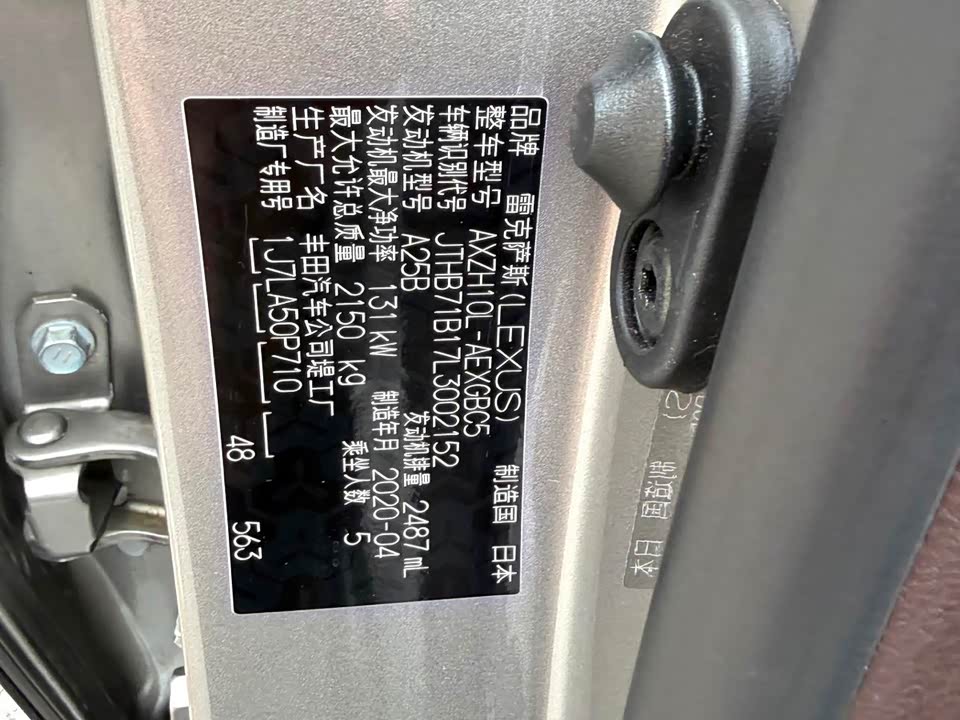 品牌 雷克萨斯(LEXUS) 制造国 日本
整车型号 AXZH10L-AEXGBC5
车辆识别代号 JTHB71B17L3002152
发动机型号 A25B 发动机排量 2487 mL
发动机最大净功率 131 kW 制造年月 2020-04
最大允许总质量 2150 kg 乘坐人数 5
生产厂名 丰田汽车公司堤工厂
制造厂专用号 1J7LA50P710 48 563